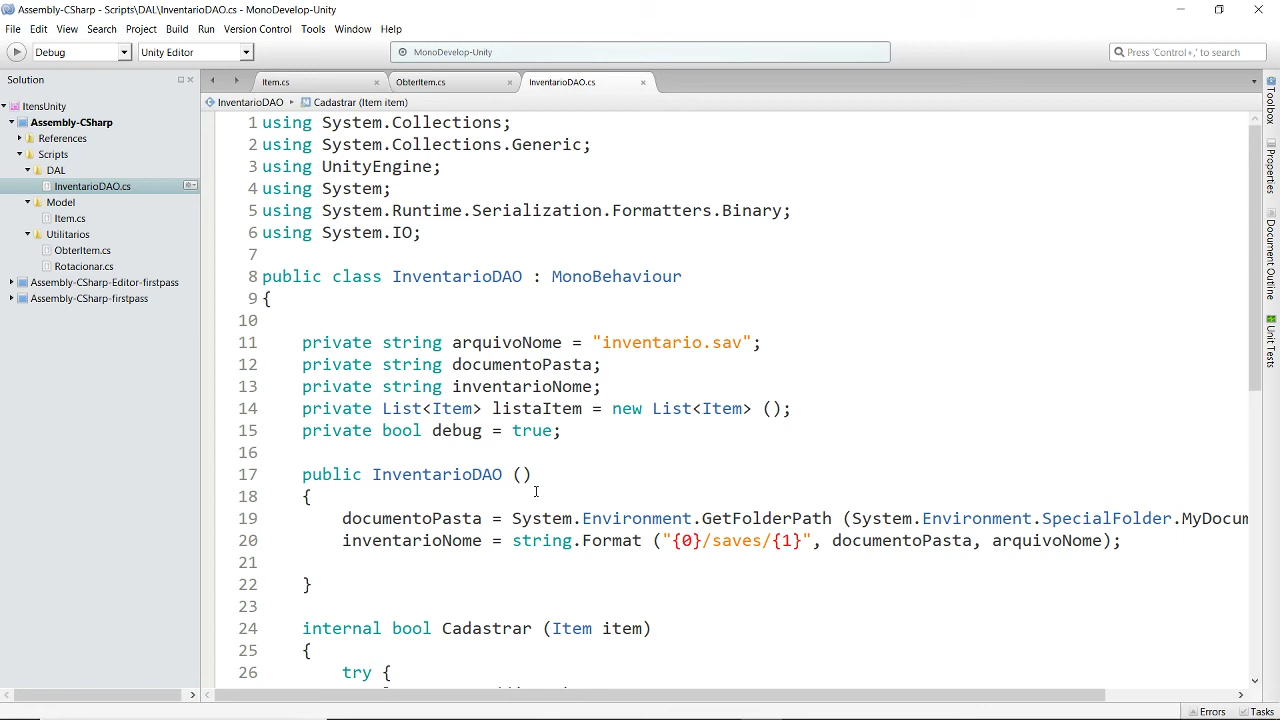 Assembly-CSharp - Scripts\DAL\InventarioDAO.cs - MonoDevelop-Unity
File Edit View Search Project Build Run Version Control Tools Window Help
Debug Unity Editor MonoDevelop-Unity Press 'Control+,' to search
Solution
Item.cs ObterItem.cs InventarioDAO.cs
InventarioDAO Cadastrar (Item item)
ItensUnity
Assembly-CSharp
References
Scripts
DAL
InventarioDAO.cs
Model
Item.cs
Utilitarios
ObterItem.cs
Rotacionar.cs
Assembly-CSharp-Editor-firstpass
Assembly-CSharp-firstpass
1 using System.Collections;
2 using System.Collections.Generic;
3 using UnityEngine;
4 using System;
5 using System.Runtime.Serialization.Formatters.Binary;
6 using System.IO;
7
8 public class InventarioDAO : MonoBehaviour
9 {
10
11 private string arquivoNome = "inventario.sav";
12 private string documentoPasta;
13 private string inventarioNome;
14 private List<Item> listaItem = new List<Item> ();
15 private bool debug = true;
16
17 public InventarioDAO ()
18 {
19 documentoPasta = System.Environment.GetFolderPath (System.Environment.SpecialFolder.MyDocum
20 inventarioNome = string.Format ("{0}/saves/{1}", documentoPasta, arquivoNome);
21
22 }
23
24 internal bool Cadastrar (Item item)
25 {
26 try {
Toolbox
Properties
Document Outline
Unit Tests
Errors Tasks